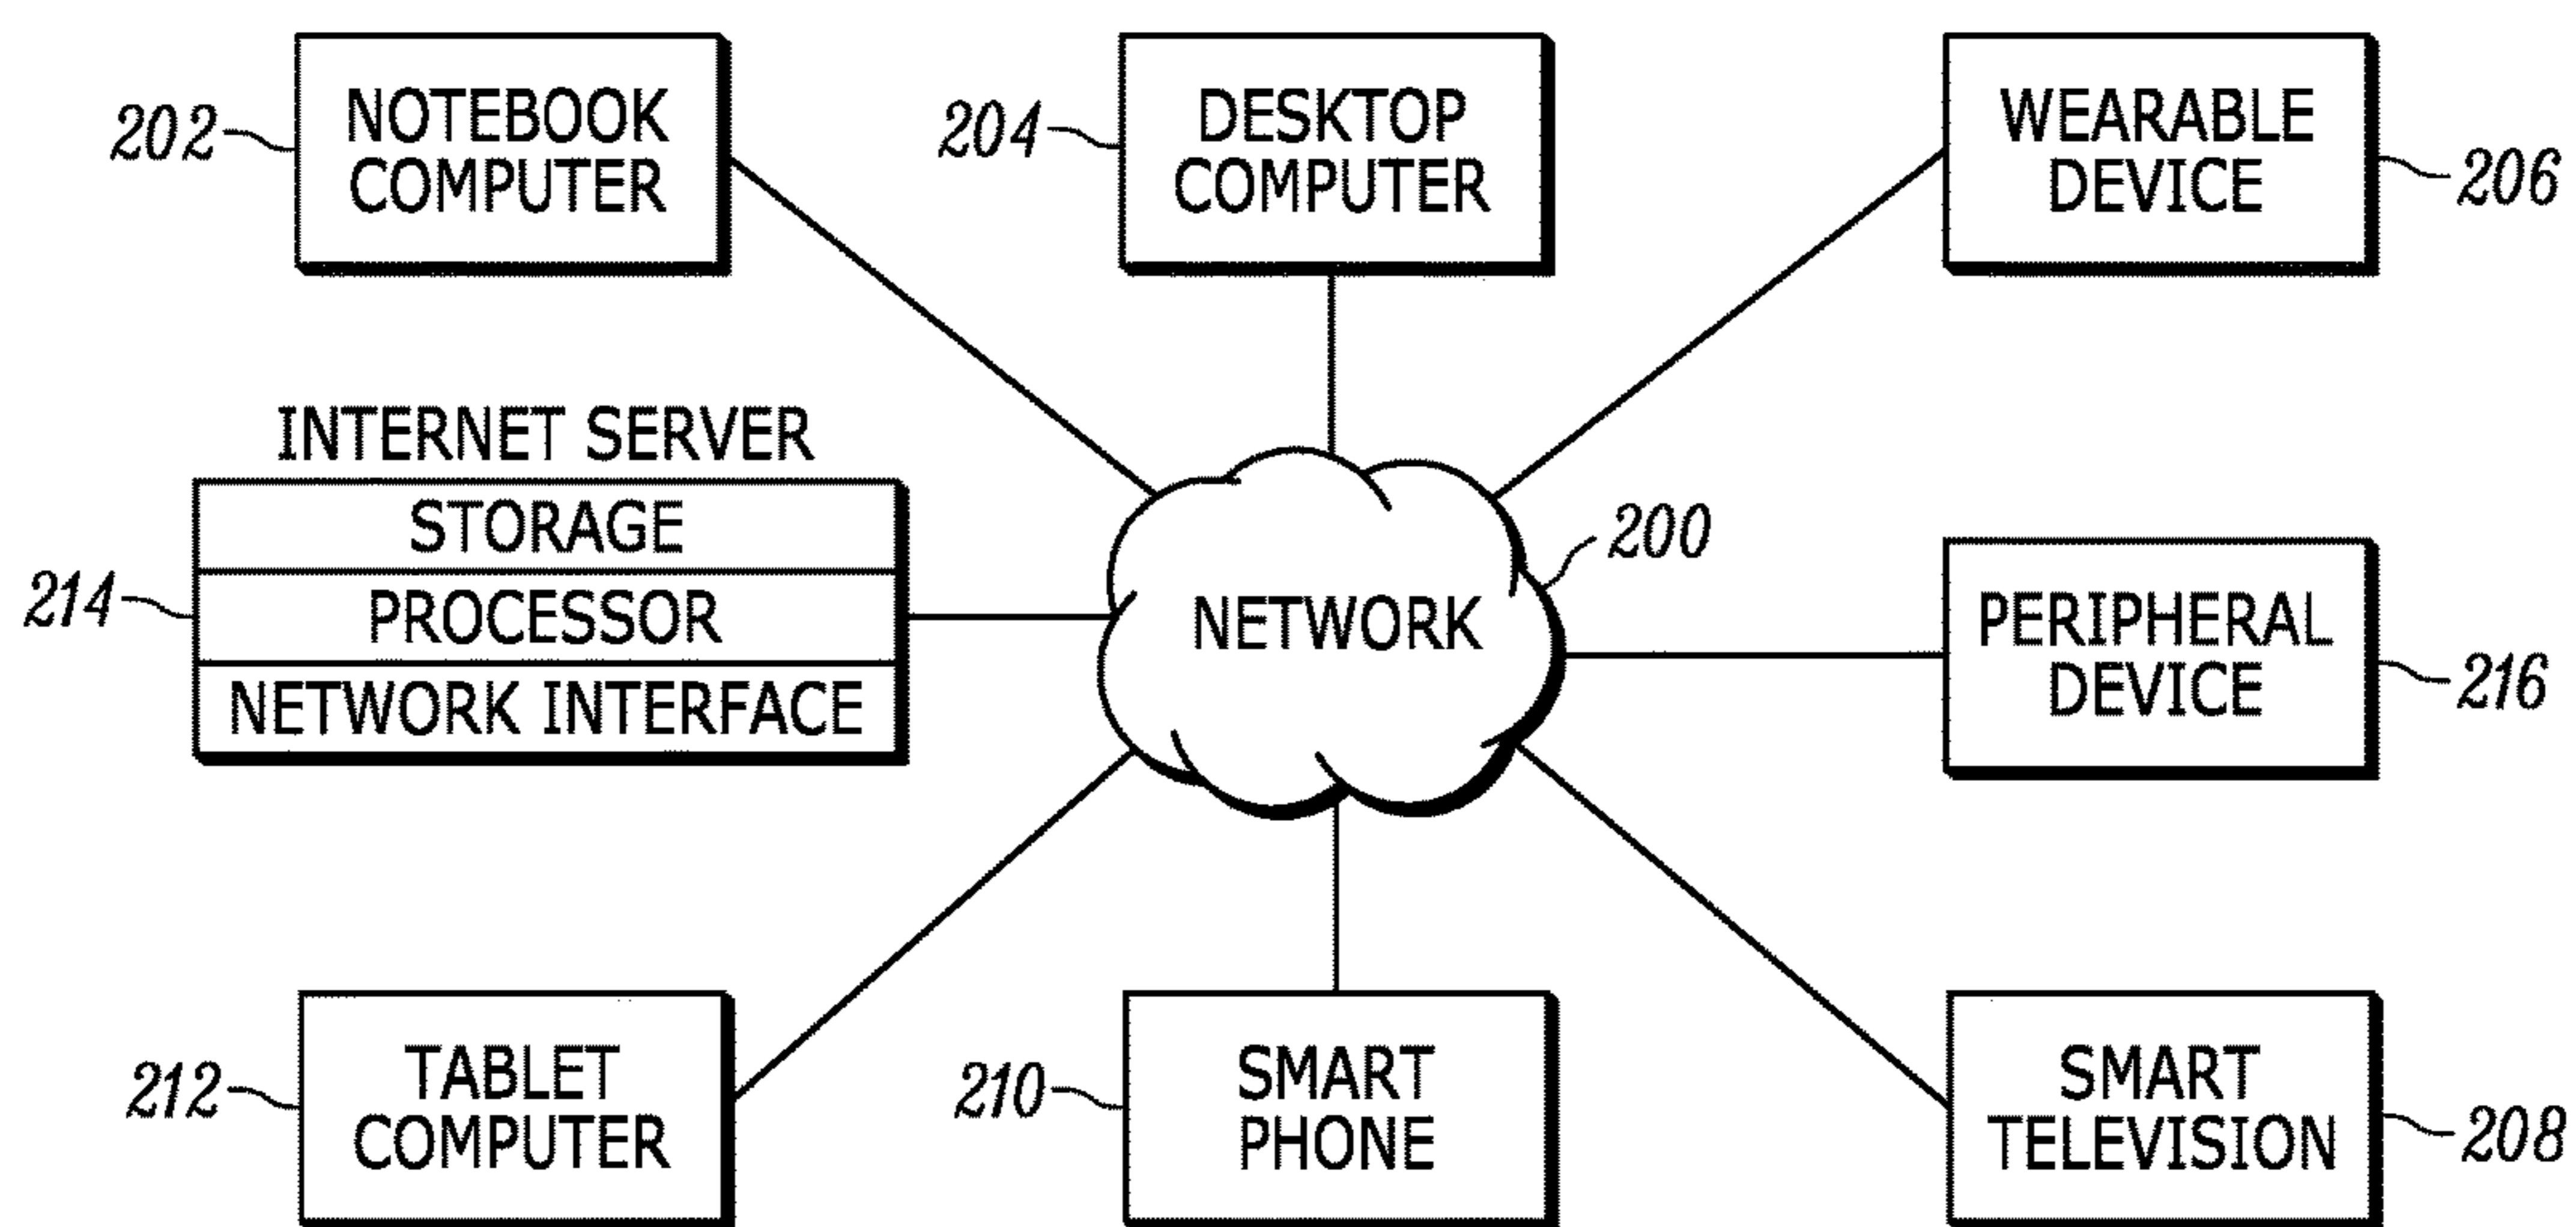 NOTEBOOK
COMPUTER
202
DESKTOP
COMPUTER
204
WEARABLE
DEVICE
206
INTERNET SERVER
STORAGE
PROCESSOR
NETWORK INTERFACE
214
NETWORK
200
PERIPHERAL
DEVICE
216
TABLET
COMPUTER
212
SMART
PHONE
210
SMART
TELEVISION
208